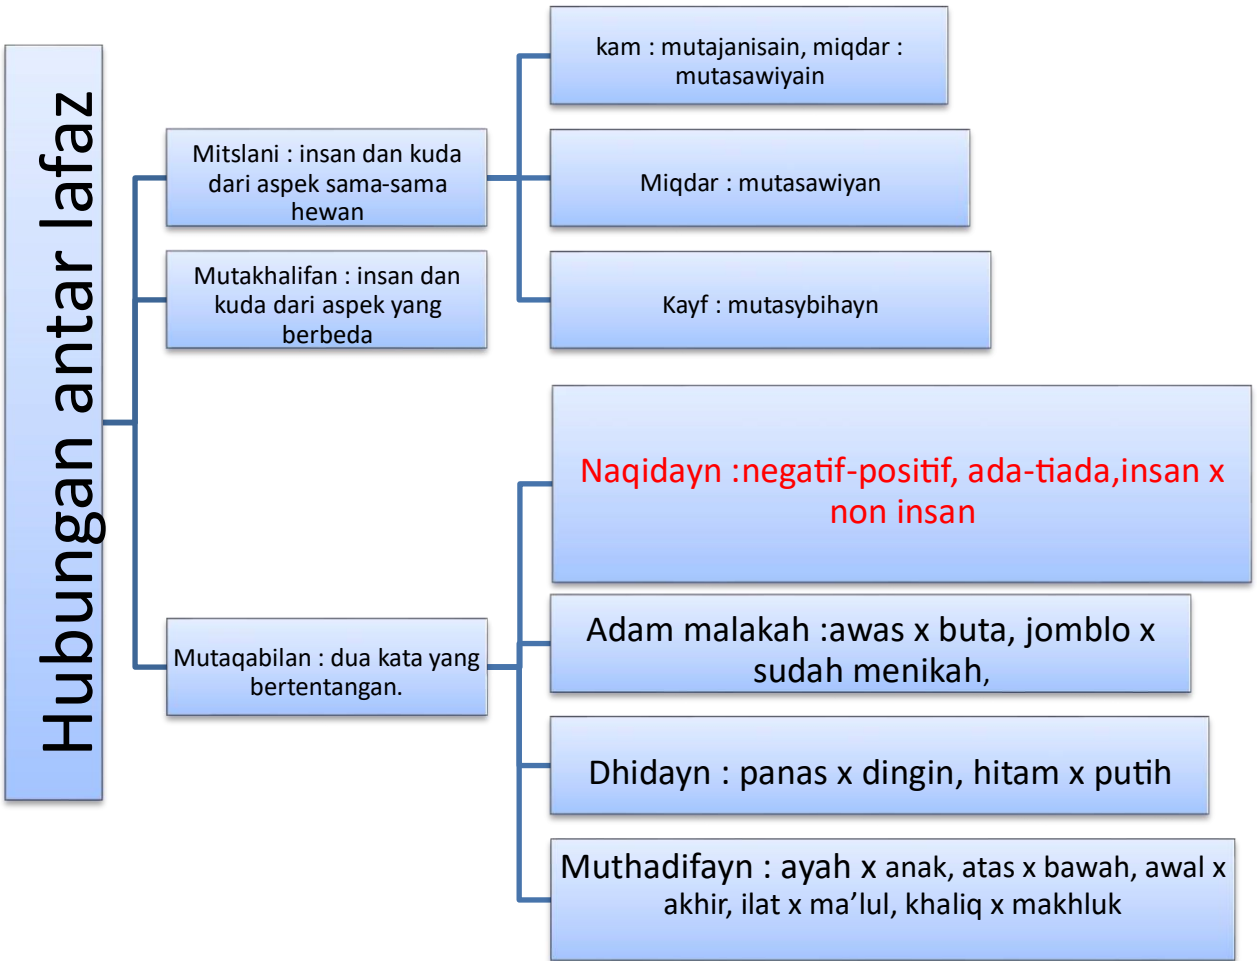 Hubungan antar lafaz
Mitslani : insan dan kuda
dari aspek sama-sama
hewan
kam : mutajanisain, miqdar :
mutasawiyain
Miqdar : mutasawiyan
Kayf : mutasybihayn
Mutakhalifan : insan dan
kuda dari aspek yang
berbeda
Mutaqabilan : dua kata yang
bertentangan.
Naqidayn :negatif-positif, ada-tiada,insan x
non insan
Adam malakah :awas x buta, jomblo x
sudah menikah,
Dhidayn : panas x dingin, hitam x putih
Muthadifayn : ayah x anak, atas x bawah, awal x
akhir, ilat x ma’lul, khaliq x makhluk